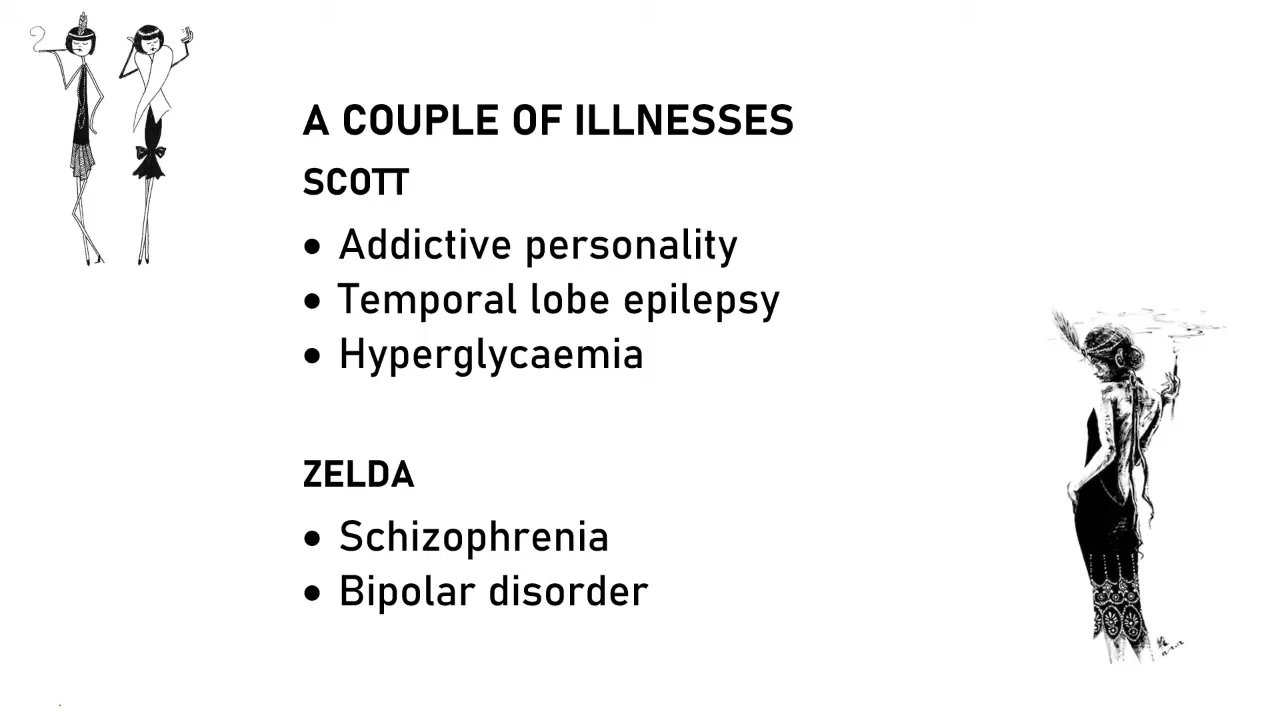 A COUPLE OF ILLNESSES
SCOTT
• Addictive personality
• Temporal lobe epilepsy
• Hyperglycaemia
ZELDA
• Schizophrenia
• Bipolar disorder